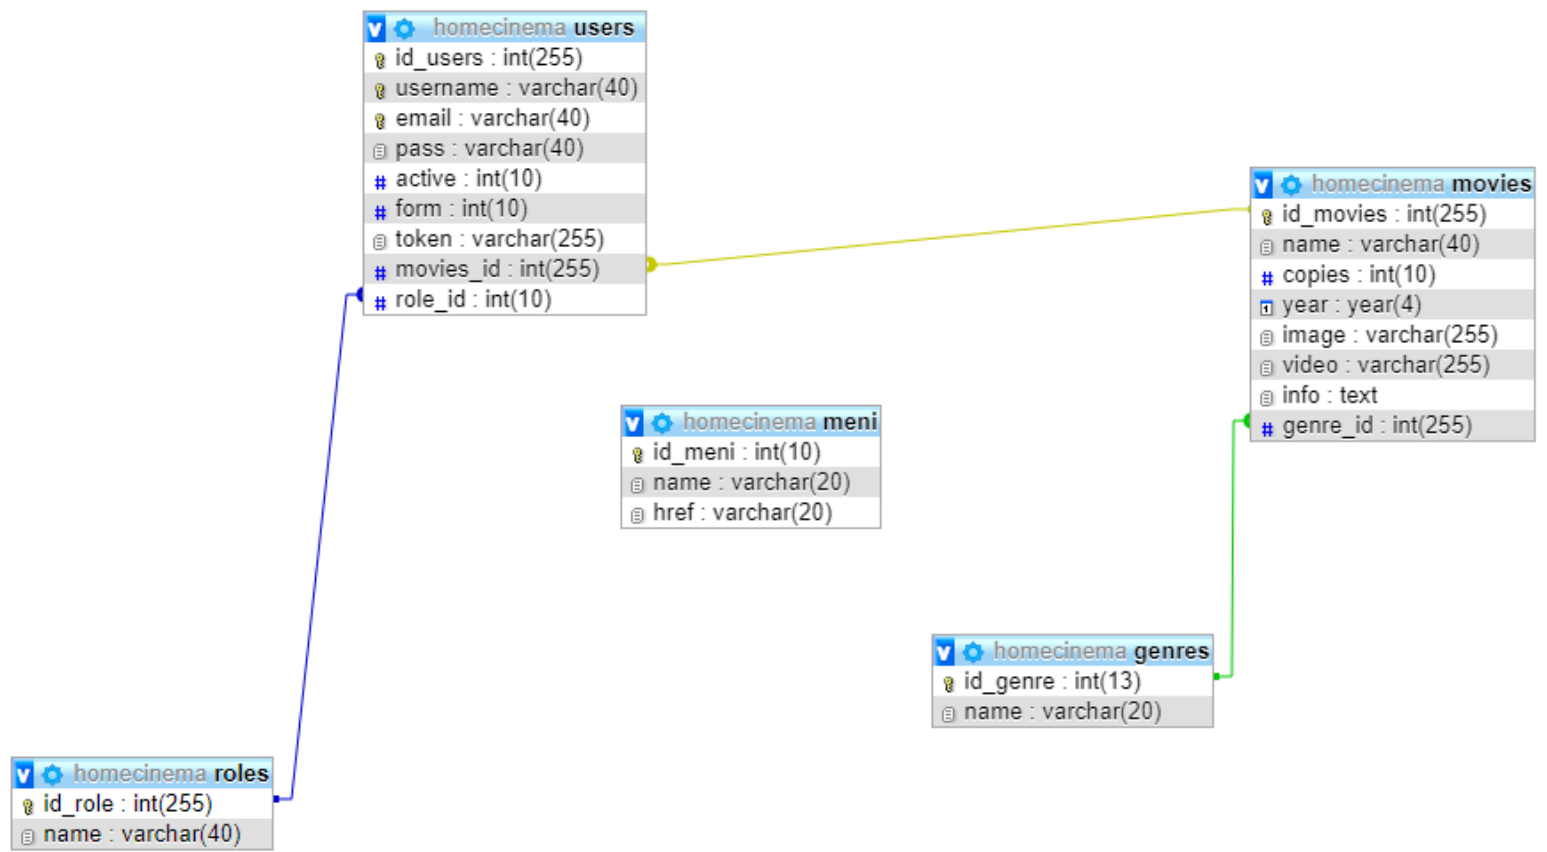 homecinema users
id_users : int(255)
username : varchar(40)
email : varchar(40)
pass : varchar(40)
active : int(10)
form : int(10)
token : varchar(255)
movies_id : int(255)
role_id : int(10)
homecinema movies
id_movies : int(255)
name : varchar(40)
copies : int(10)
year : year(4)
image : varchar(255)
video : varchar(255)
info : text
genre_id : int(255)
homecinema meni
id_meni : int(10)
name : varchar(20)
href : varchar(20)
homecinema genres
id_genre : int(13)
name : varchar(20)
homecinema roles
id_role : int(255)
name : varchar(40)